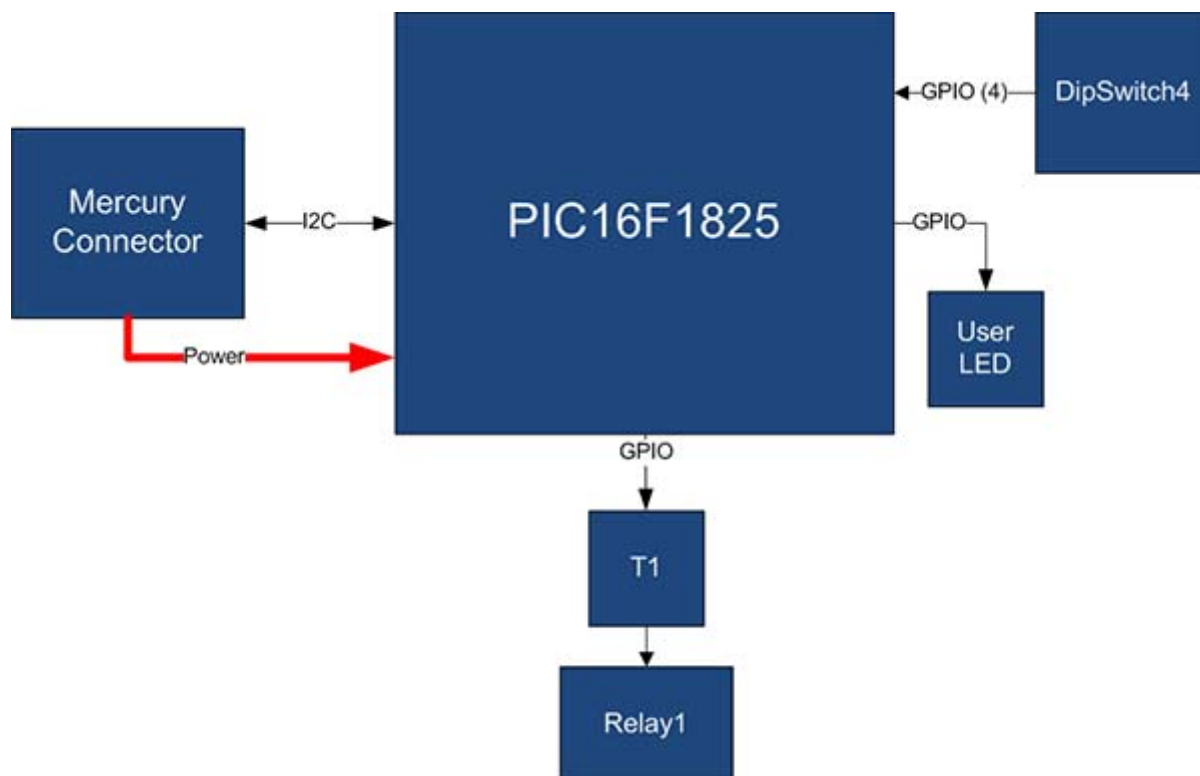 GPIO (4)
DipSwitch4
Mercury
Connector
I2C
PIC16F1825
GPIO
User
LED
Power
GPIO
T1
Relay1